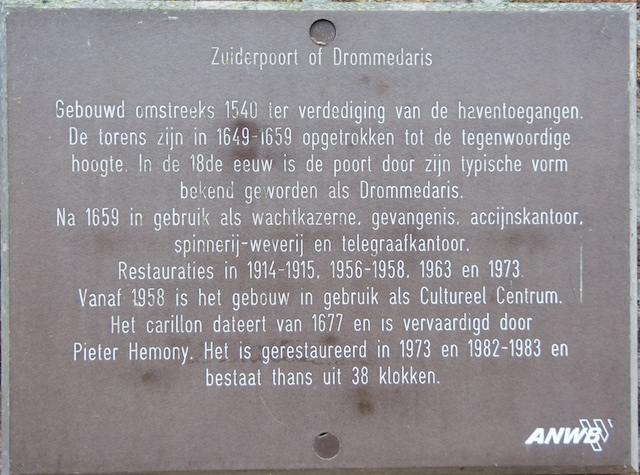 Zuiderpoort of Drommedaris
Gebouwd omstreeks 1540 ter verdediging van de haventoegangen.
De torens zijn in 1649-1659 opgetrokken tot de tegenwoordige
hoogte. In de 18de eeuw is de poort door zijn typische vorm
bekend geworden als Drommedaris.
Na 1659 in gebruik als wachtkazerne, gevangenis, accijnskantoor,
spinnerij-weverij en telegraafkantoor.
Restauraties in 1914-1915, 1956-1958, 1963 en 1973.
Vanaf 1958 is het gebouw in gebruik als Cultureel Centrum.
Het carillon dateert van 1677 en is vervaardigd door
Pieter Hemony. Het is gerestaureerd in 1973 en 1982-1983 en
bestaat thans uit 38 klokken.
ANWB